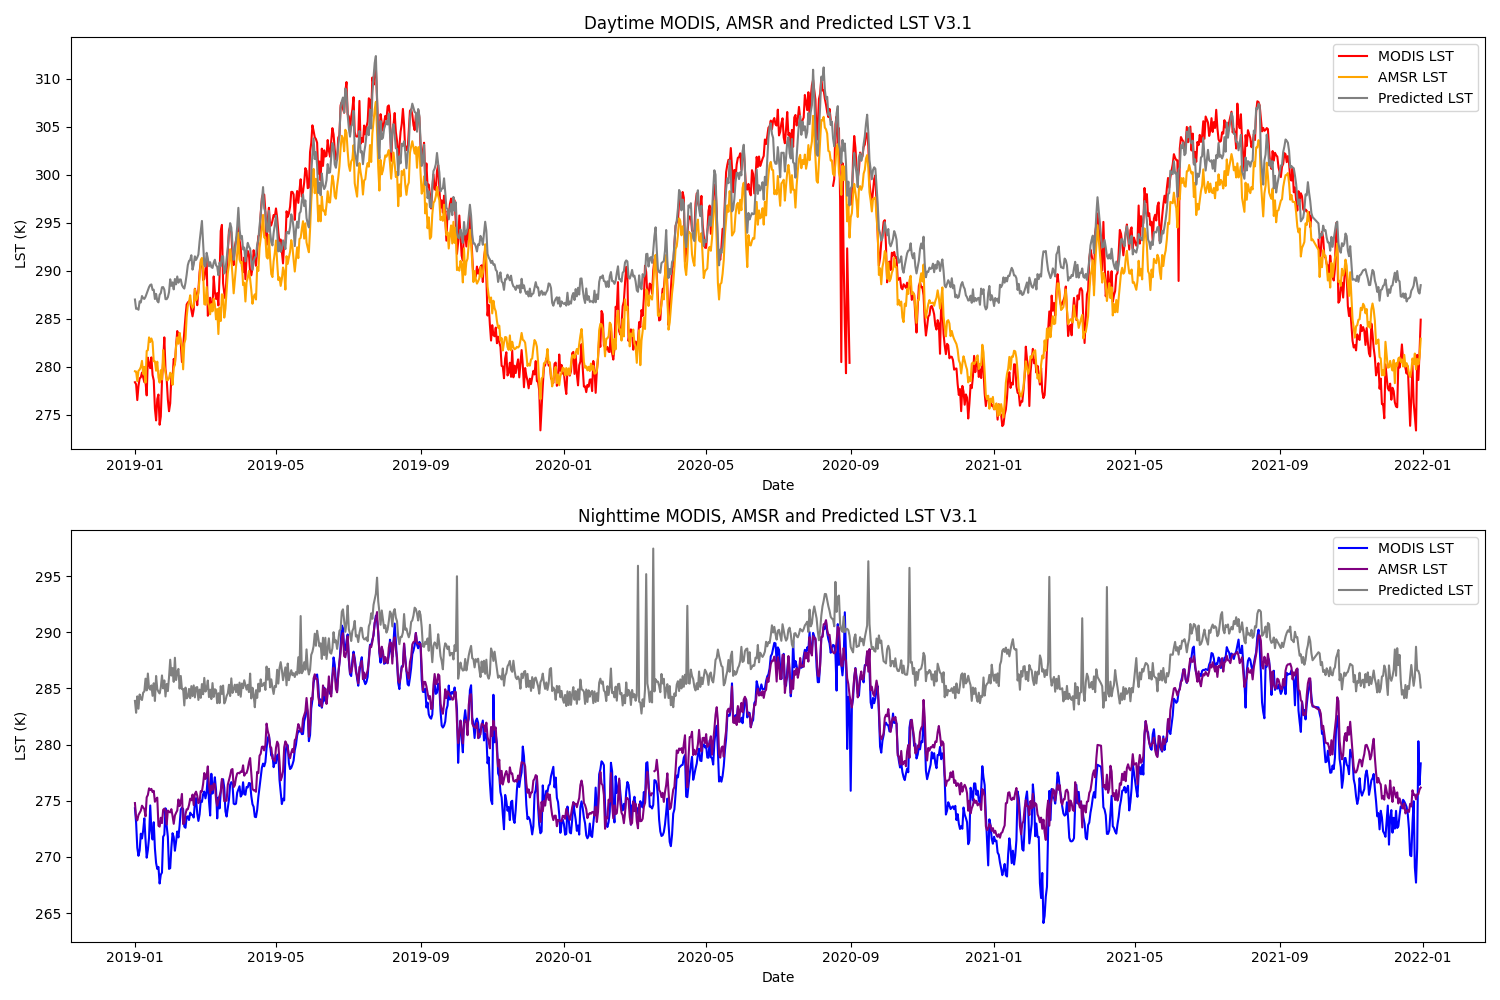 Daytime MODIS, AMSR and Predicted LST V3.1
MODIS LST
AMSR LST
Predicted LST
LST (K)
310
305
300
295
290
285
280
275
2019-01
2019-05
2019-09
2020-01
2020-05
2020-09
2021-01
2021-05
2021-09
2022-01
Date
Nighttime MODIS, AMSR and Predicted LST V3.1
MODIS LST
AMSR LST
Predicted LST
LST (K)
295
290
285
280
275
270
265
2019-01
2019-05
2019-09
2020-01
2020-05
2020-09
2021-01
2021-05
2021-09
2022-01
Date